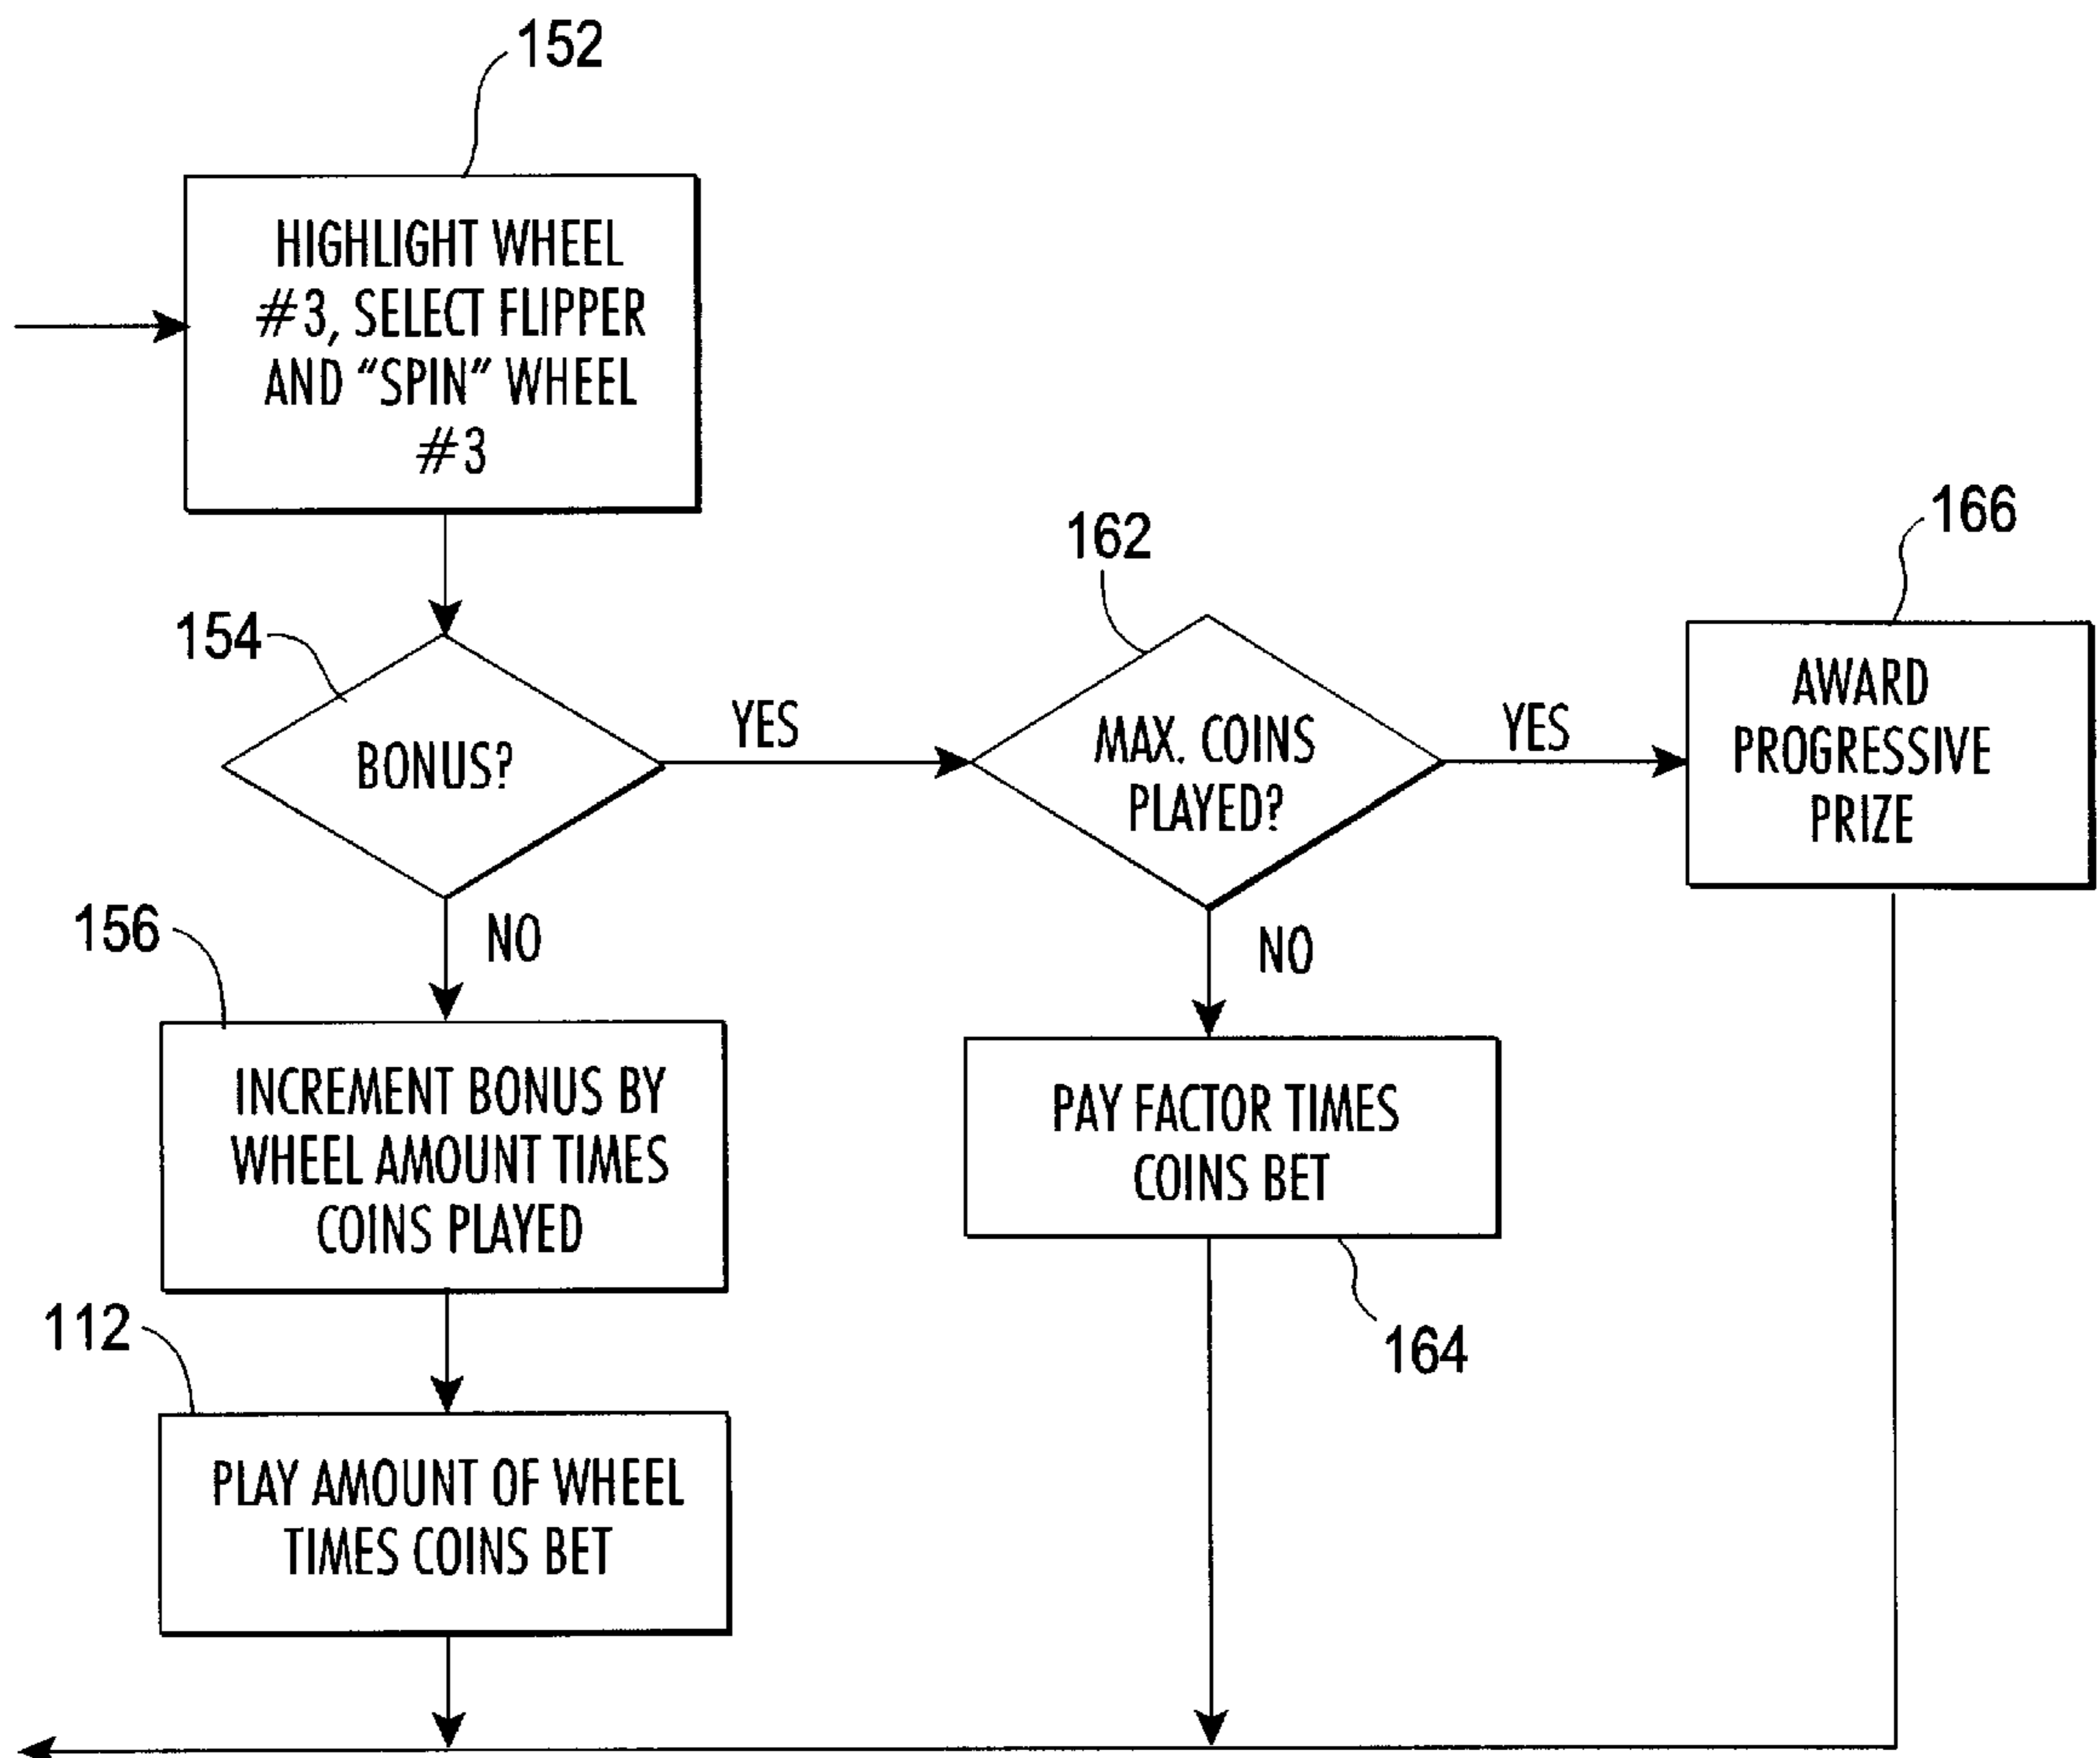 152
HIGHLIGHT WHEEL
#3, SELECT FLIPPER
AND “SPIN” WHEEL
#3
154
BONUS?
YES
162
MAX. COINS
PLAYED?
YES
166
AWARD
PROGRESSIVE
PRIZE
NO
156
INCREMENT BONUS BY
WHEEL AMOUNT TIMES
COINS PLAYED
NO
PAY FACTOR TIMES
COINS BET
164
112
PLAY AMOUNT OF WHEEL
TIMES COINS BET